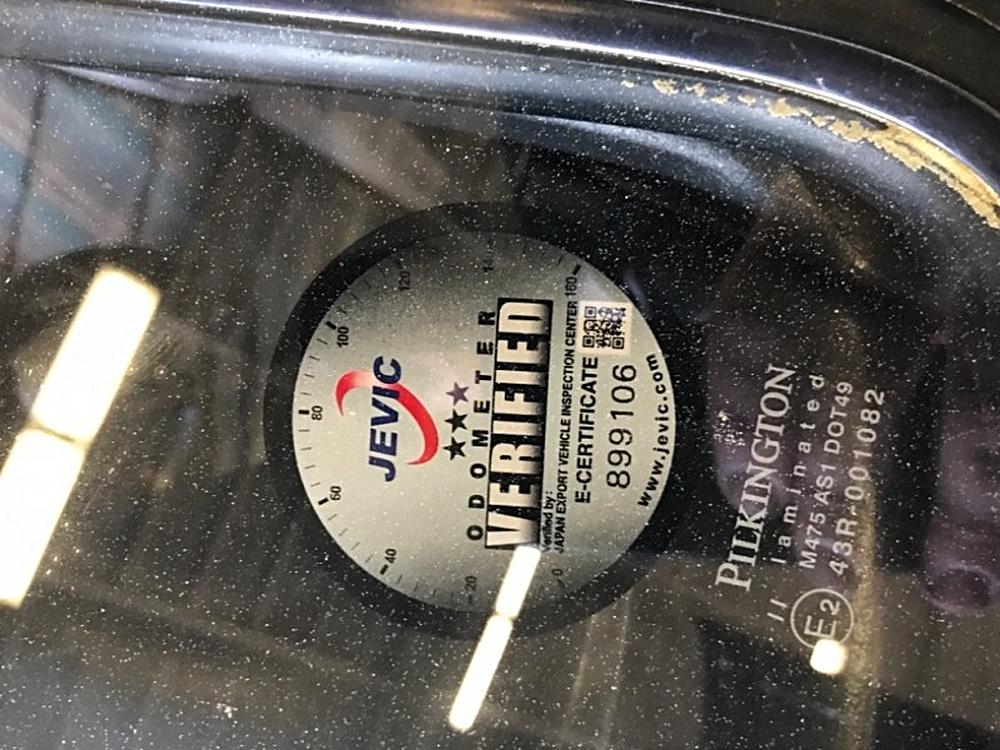 JEVIC
ODOMETER
VERIFIED
Verified by:
JAPAN EXPORT VEHICLE INSPECTION CENTER
E-CERTIFICATE
899106
www.jevic.com
0
20
40
60
80
100
120
160
PILKINGTON
II laminated
M475 AS1 DOT49
E2 43R-001082